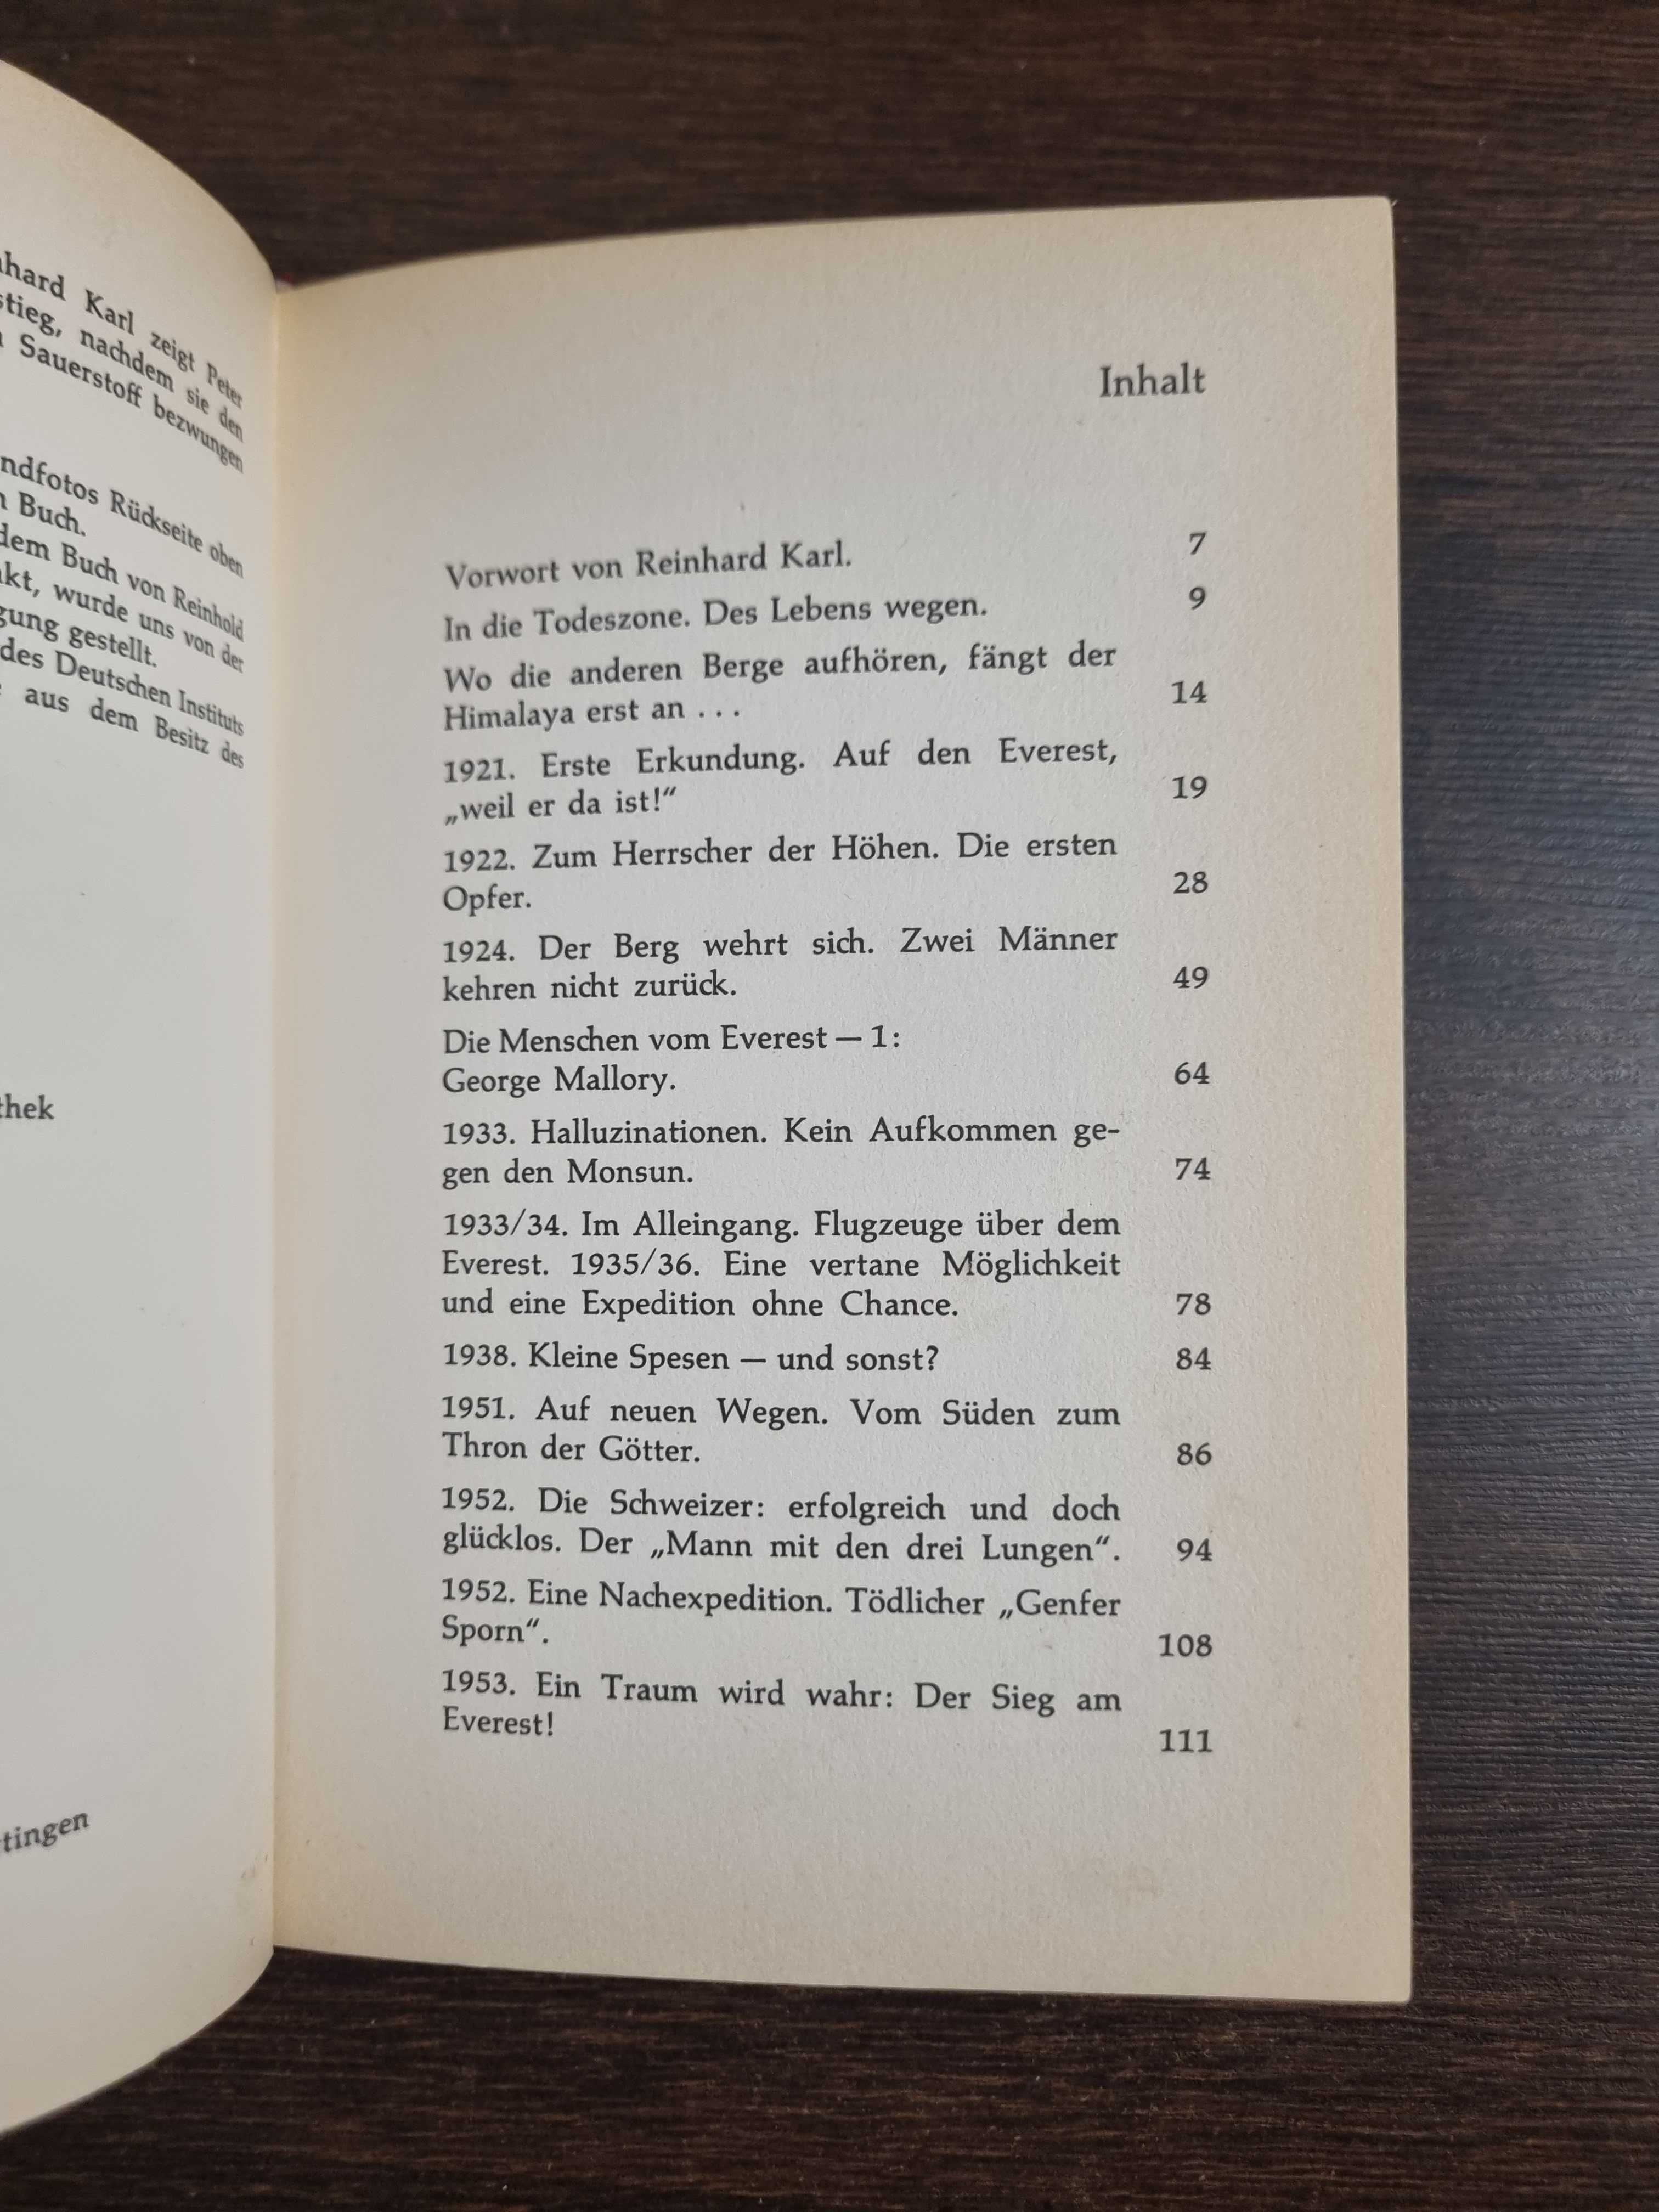 hard Karl zeigt Peter
stieg, nachdem sie den
Sauerstoff bezwungen
ndfotos Rückseite oben
Buch.
dem Buch von Reinhold
kt, wurde uns von der
gung gestellt.
des Deutschen Instituts
aus dem Besitz des
thek
tingen
Inhalt
Vorwort von Reinhard Karl. 7
In die Todeszone. Des Lebens wegen. 9
Wo die anderen Berge aufhören, fängt der
Himalaya erst an . . . 14
1921. Erste Erkundung. Auf den Everest,
„weil er da ist!“ 19
1922. Zum Herrscher der Höhen. Die ersten
Opfer. 28
1924. Der Berg wehrt sich. Zwei Männer
kehren nicht zurück. 49
Die Menschen vom Everest — 1:
George Mallory. 64
1933. Halluzinationen. Kein Aufkommen ge-
gen den Monsun. 74
1933/34. Im Alleingang. Flugzeuge über dem
Everest. 1935/36. Eine vertane Möglichkeit
und eine Expedition ohne Chance. 78
1938. Kleine Spesen — und sonst? 84
1951. Auf neuen Wegen. Vom Süden zum
Thron der Götter. 86
1952. Die Schweizer: erfolgreich und doch
glücklos. Der „Mann mit den drei Lungen“. 94
1952. Eine Nachexpedition. Tödlicher „Genfer
Sporn“. 108
1953. Ein Traum wird wahr: Der Sieg am
Everest! 111